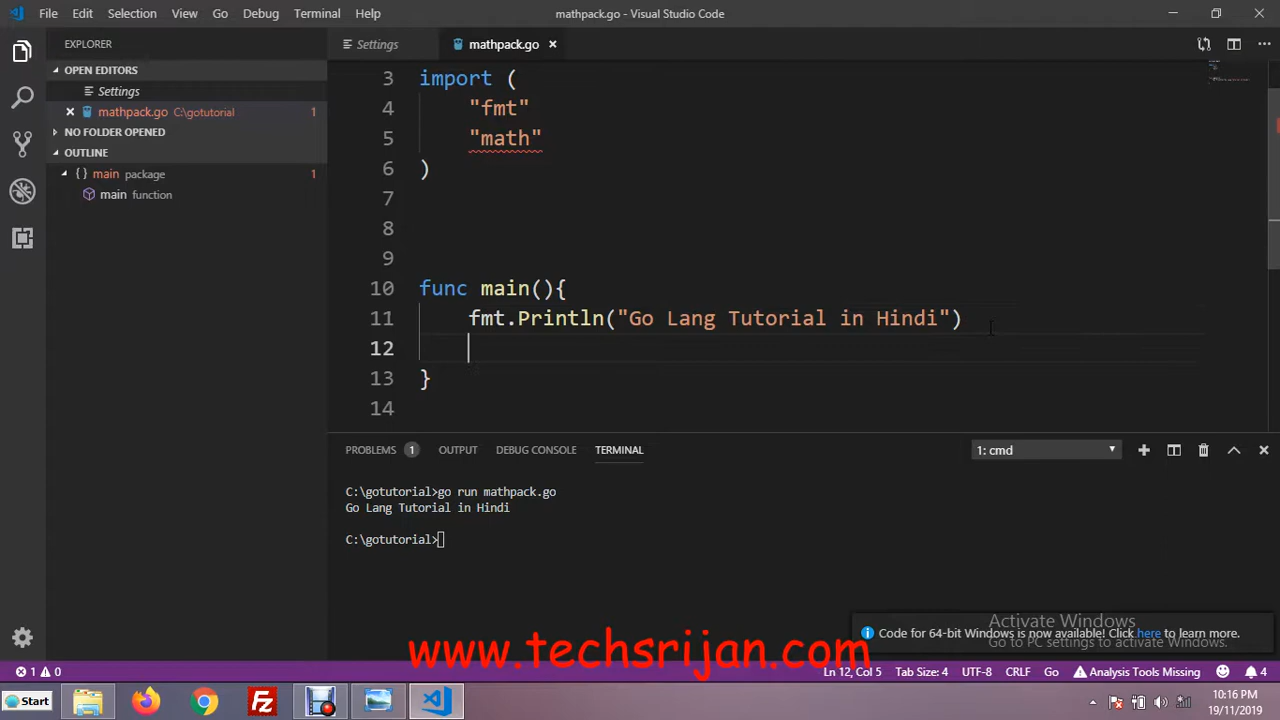 File Edit Selection View Go Debug Terminal Help mathpack.go - Visual Studio Code
EXPLORER
OPEN EDITORS
Settings
mathpack.go C:\gotutorial 1
NO FOLDER OPENED
OUTLINE
{ } main package 1
main function
Settings mathpack.go
3 import (
4 "fmt"
5 "math"
6 )
7
8
9
10 func main(){
11 fmt.Println("Go Lang Tutorial in Hindi")
12
13 }
14
PROBLEMS 1 OUTPUT DEBUG CONSOLE TERMINAL 1: cmd
C:\gotutorial>go run mathpack.go
Go Lang Tutorial in Hindi
C:\gotutorial>
Activate Windows
Code for 64-bit Windows is now available! Click here to learn more.
Go to PC settings to activate Windows.
www.techsrijan.com
1 0 Ln 12, Col 5 Tab Size: 4 UTF-8 CRLF Go Analysis Tools Missing 4
Start 10:16 PM
19/11/2019